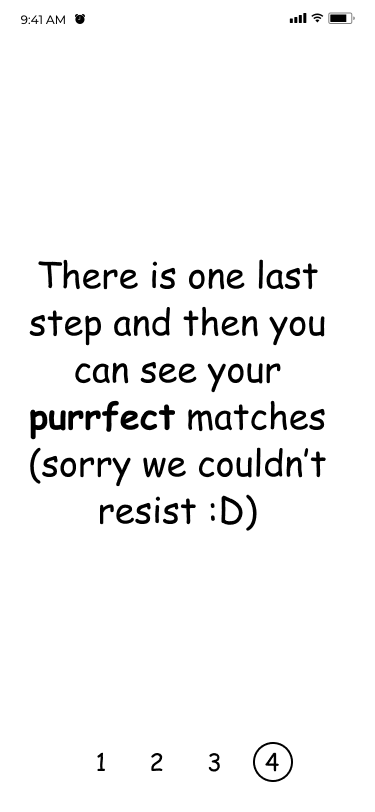 9:41 AM
There is one last
step and then you
can see your
purrfect matches
(sorry we couldn't
resist :D)
1 2 3 4